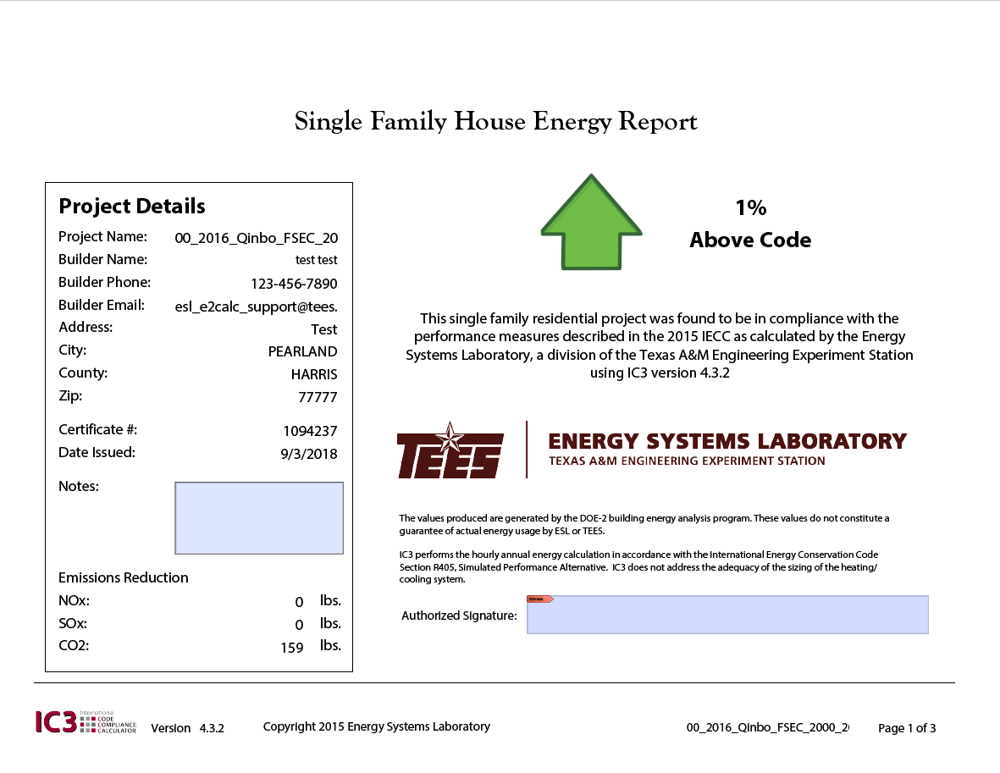 Single Family House Energy Report
1%
Above Code
Project Details
Project Name: 00_2016_Qinbo_FSEC_20
Builder Name: test test
Builder Phone: 123-456-7890
Builder Email: esl_e2calc_support@tees.
Address: Test
City: PEARLAND
County: HARRIS
Zip: 77777
Certificate #: 1094237
Date Issued: 9/3/2018
Notes:
Emissions Reduction
NOx: 0 lbs.
SOx: 0 lbs.
CO2: 159 lbs.
This single family residential project was found to be in compliance with the
performance measures described in the 2015 IECC as calculated by the Energy
Systems Laboratory, a division of the Texas A&M Engineering Experiment Station
using IC3 version 4.3.2
TEES
ENERGY SYSTEMS LABORATORY
TEXAS A&M ENGINEERING EXPERIMENT STATION
The values produced are generated by the DOE-2 building energy analysis program. These values do not constitute a
guarantee of actual energy usage by ESL or TEES.
IC3 performs the hourly annual energy calculation in accordance with the International Energy Conservation Code
Section R405, Simulated Performance Alternative. IC3 does not address the adequacy of the sizing of the heating/
cooling system.
Authorized Signature:
IC3 International
CODE
COMPLIANCE
CALCULATOR
Version 4.3.2
Copyright 2015 Energy Systems Laboratory
00_2016_Qinbo_FSEC_2000_2
Page 1 of 3